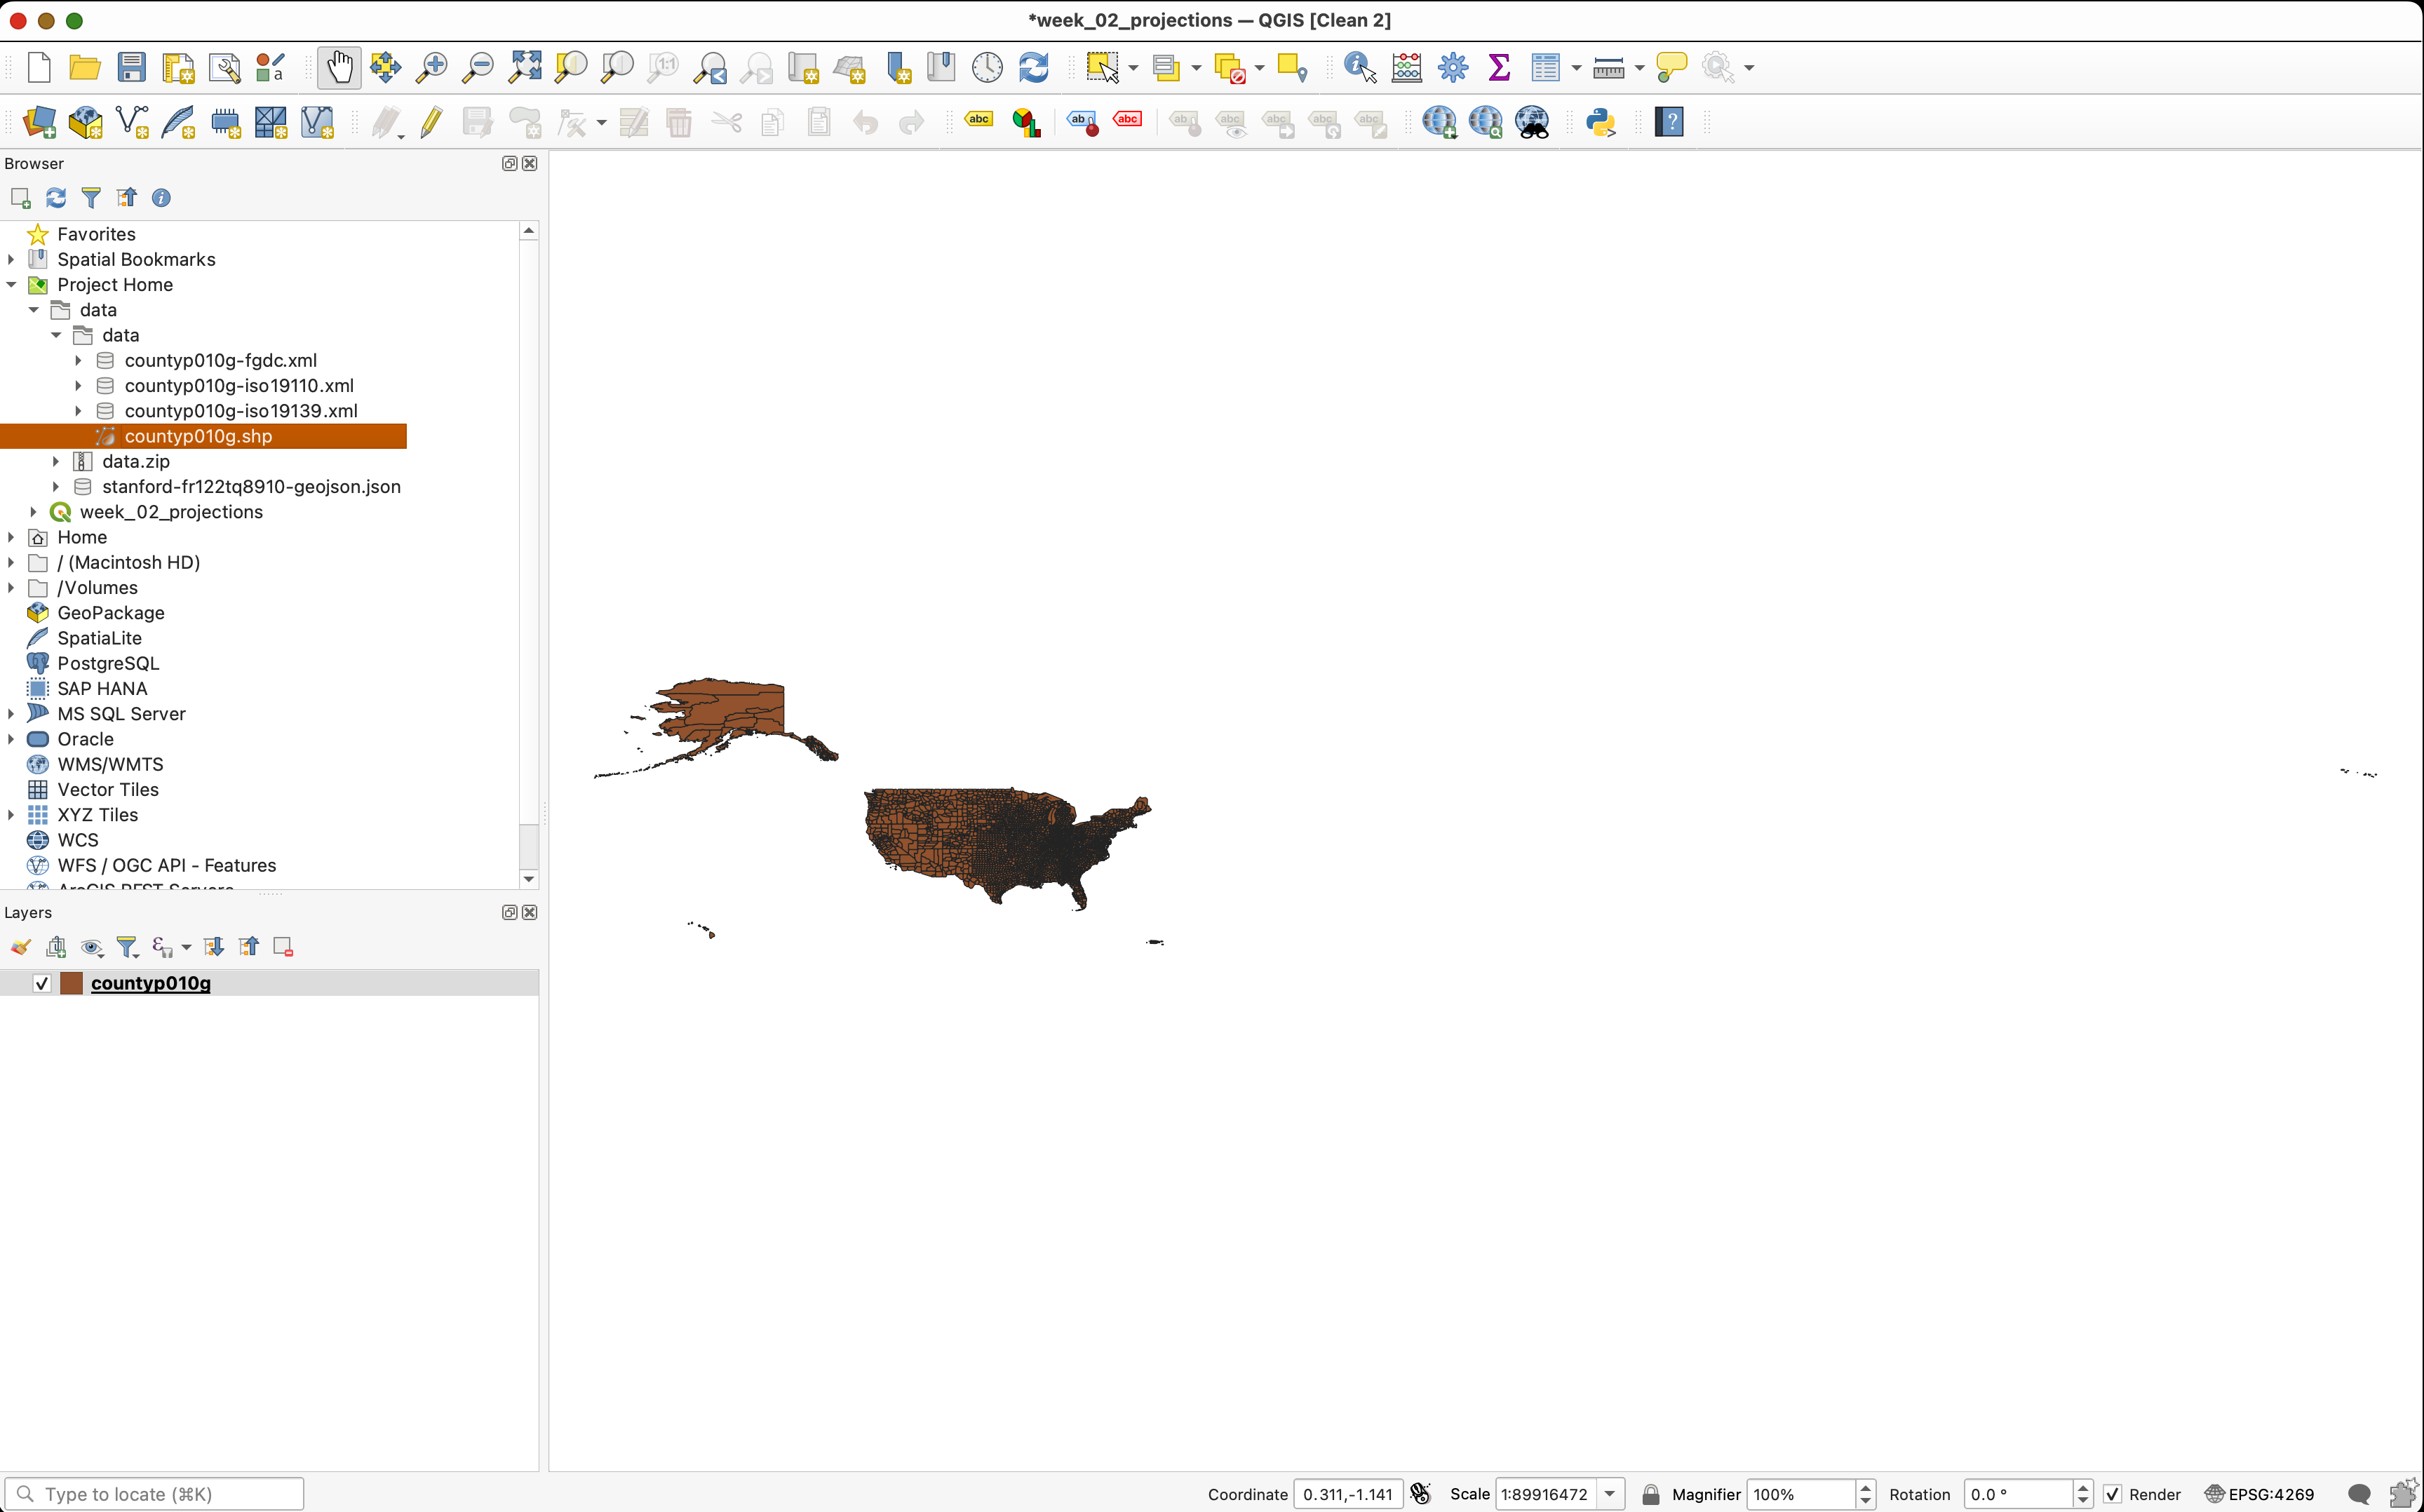 *week_02_projections — QGIS [Clean 2]
Browser
Favorites
Spatial Bookmarks
Project Home
data
data
countyp010g-fgdc.xml
countyp010g-iso19110.xml
countyp010g-iso19139.xml
countyp010g.shp
data.zip
stanford-fr122tq8910-geojson.json
week_02_projections
Home
/ (Macintosh HD)
/Volumes
GeoPackage
SpatiaLite
PostgreSQL
SAP HANA
MS SQL Server
Oracle
WMS/WMTS
Vector Tiles
XYZ Tiles
WCS
WFS / OGC API - Features
ArcGIS REST Servers
Layers
countyp010g
Type to locate (⌘K)
Coordinate 0.311,-1.141 Scale 1:89916472 Magnifier 100% Rotation 0.0 ° Render EPSG:4269